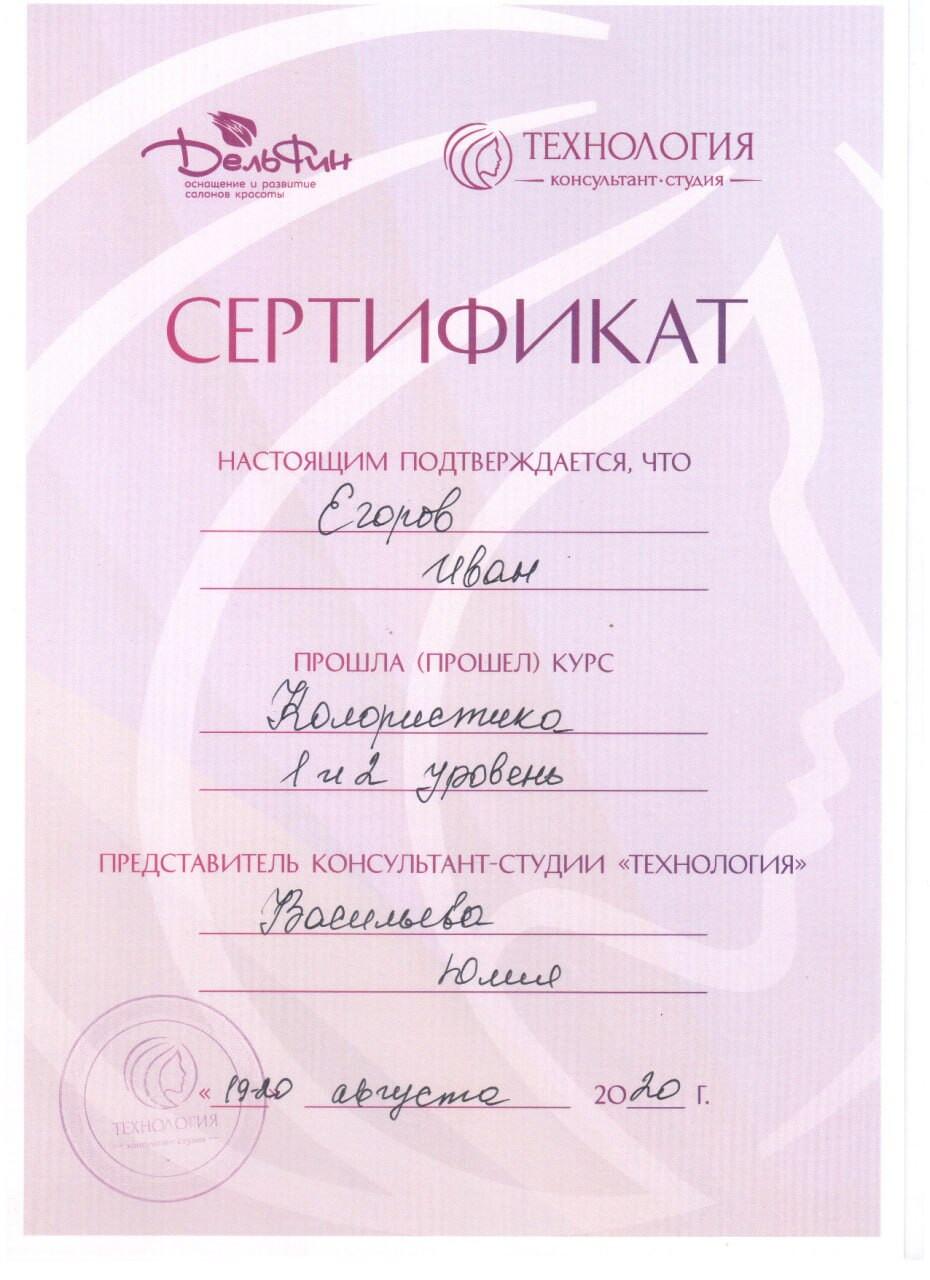 Дельфин
оснащение и развитие
салонов красоты
ТЕХНОЛОГИЯ
консультант·студия
СЕРТИФИКАТ
НАСТОЯЩИМ ПОДТВЕРЖДАЕТСЯ, ЧТО
Егоров
Иван
ПРОШЛА (ПРОШЕЛ) КУРС
Колористика
1 и 2 уровень
ПРЕДСТАВИТЕЛЬ КОНСУЛЬТАНТ-СТУДИИ «ТЕХНОЛОГИЯ»
Васильева
Юлия
«19-20» августа 2020 Г.
ТЕХНОЛОГИЯ
консультант·студия